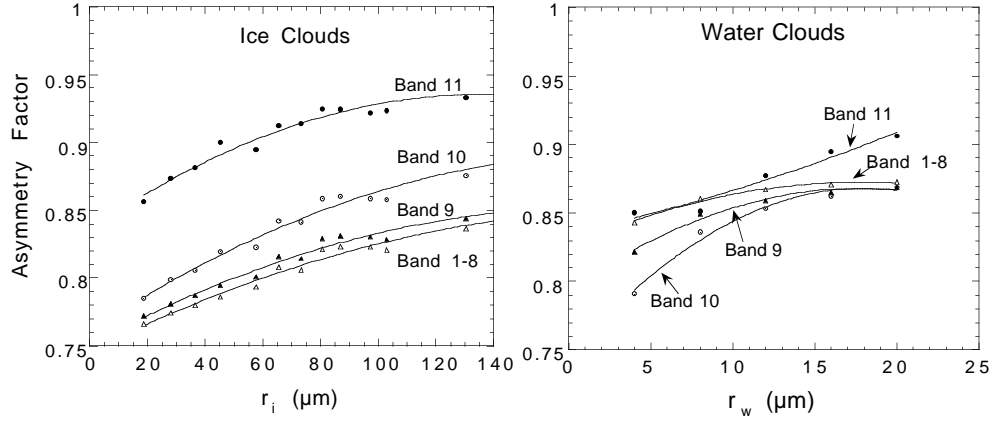 Asymmetry Factor
Ice Clouds
1
0.95
0.9
0.85
0.8
0.75
Band 11
Band 10
Band 9
Band 1-8
0 20 40 60 80 100 120 140
r i (µm)
Water Clouds
1
0.95
0.9
0.85
0.8
0.75
Band 11
Band 1-8
Band 9
Band 10
0 5 10 15 20 25
r w (µm)